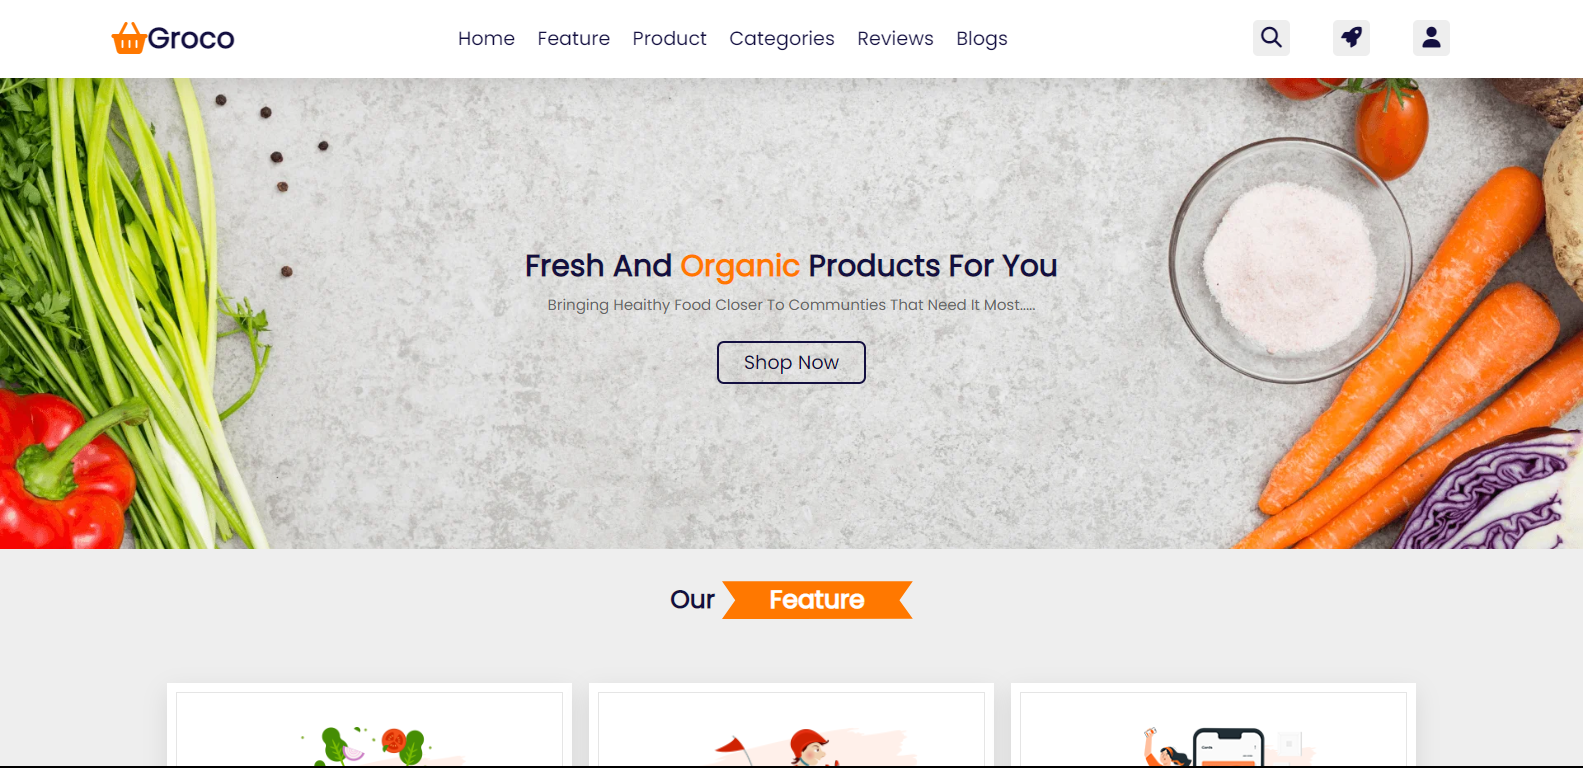 Groco
Home Feature Product Categories Reviews Blogs
Fresh And Organic Products For You
Bringing Healthy Food Closer To Communties That Need It Most.....
Shop Now
Our Feature